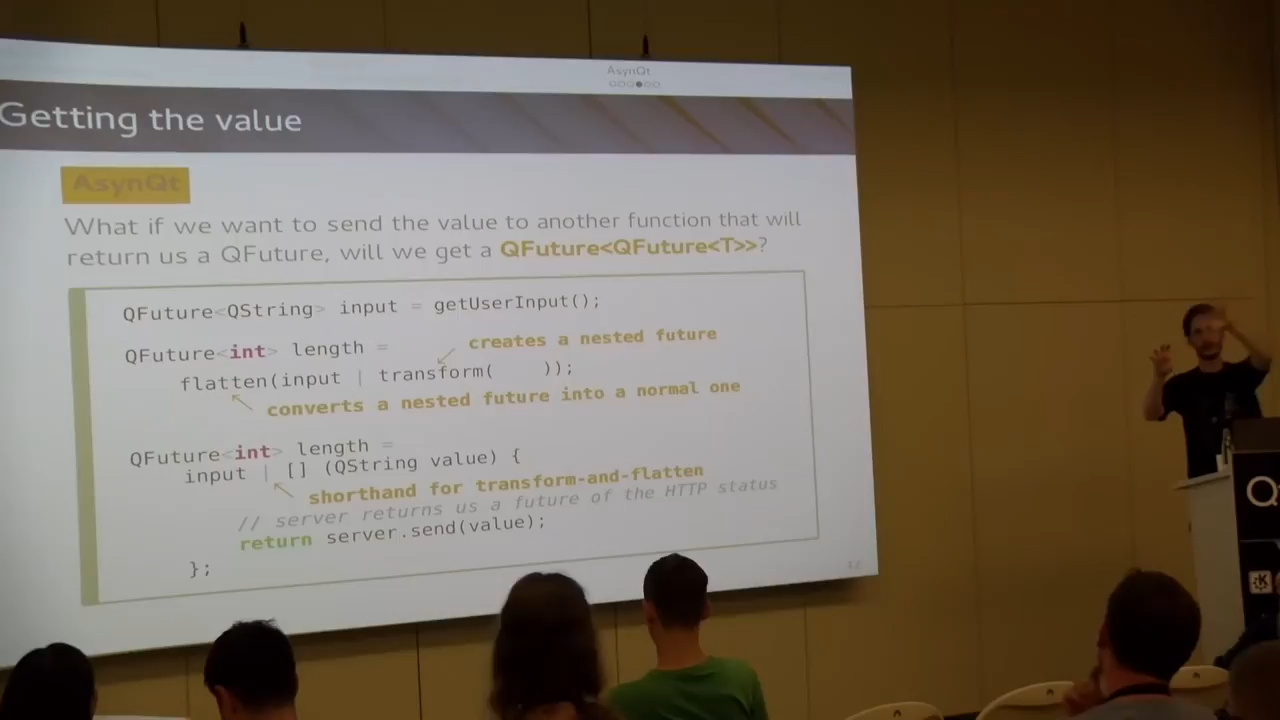 AsynQt
Getting the value
AsynQt
What if we want to send the value to another function that will
return us a QFuture, will we get a QFuture<QFuture<T>>?
QFuture<QString> input = getUserInput();
QFuture<int> length =
creates a nested future
flatten(input | transform( ));
converts a nested future into a normal one
QFuture<int> length =
input | [] (QString value) {
shorthand for transform-and-flatten
// server returns us a future of the HTTP status
return server.send(value);
};